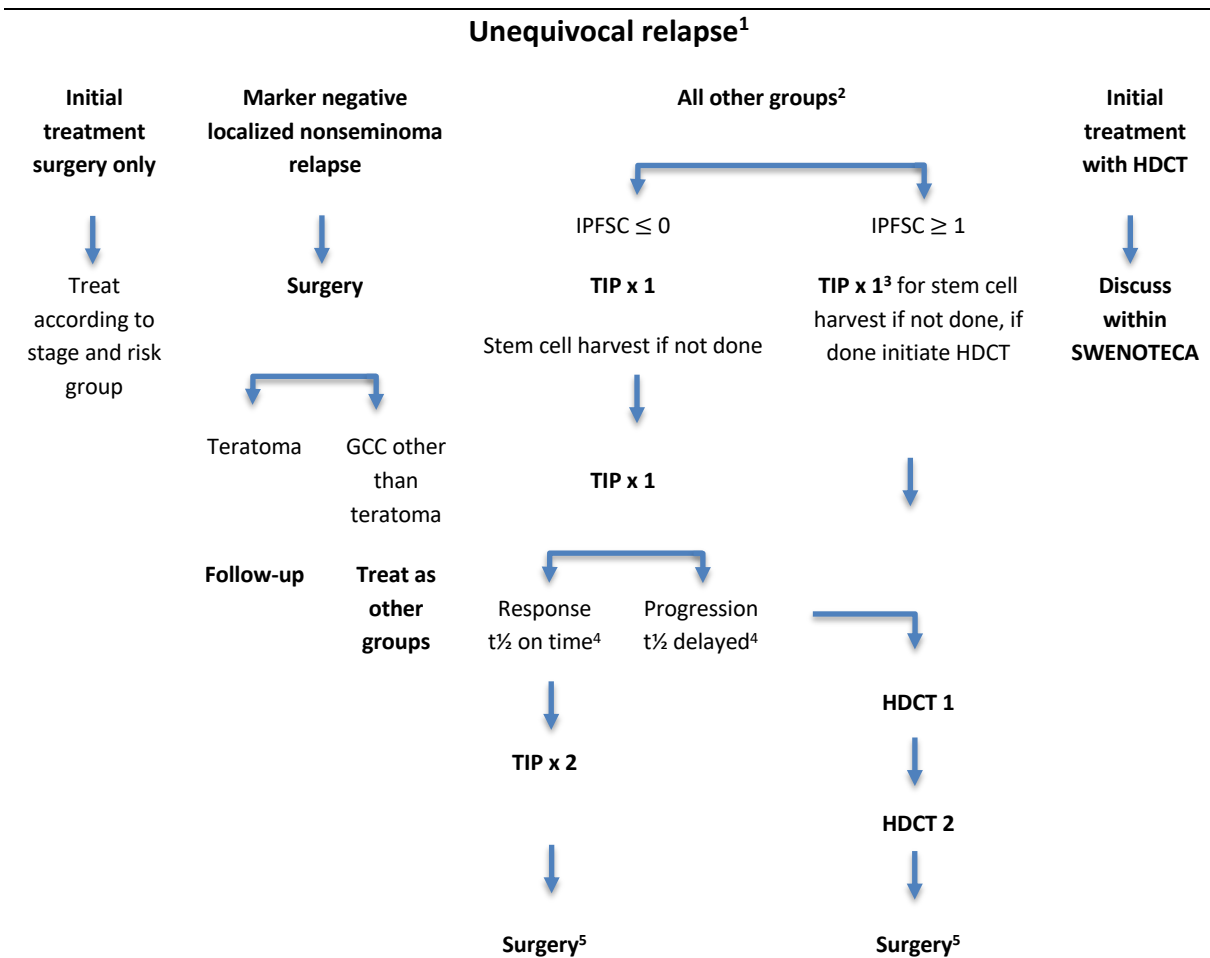 Unequivocal relapse¹
Initial
treatment
surgery only
Marker negative
localized nonseminoma
relapse
All other groups²
Initial
treatment
with HDCT
IPFSC ≤ 0
IPFSC ≥ 1
Treat
according to
stage and risk
group
Surgery
TIP x 1
Stem cell harvest if not done
TIP x 1³ for stem cell
harvest if not done, if
done initiate HDCT
Discuss
within
SWENOTECA
Teratoma
GCC other
than
teratoma
TIP x 1
Follow-up
Treat as
other
groups
Response
t½ on time⁴
Progression
t½ delayed⁴
HDCT 1
TIP x 2
HDCT 2
Surgery⁵
Surgery⁵